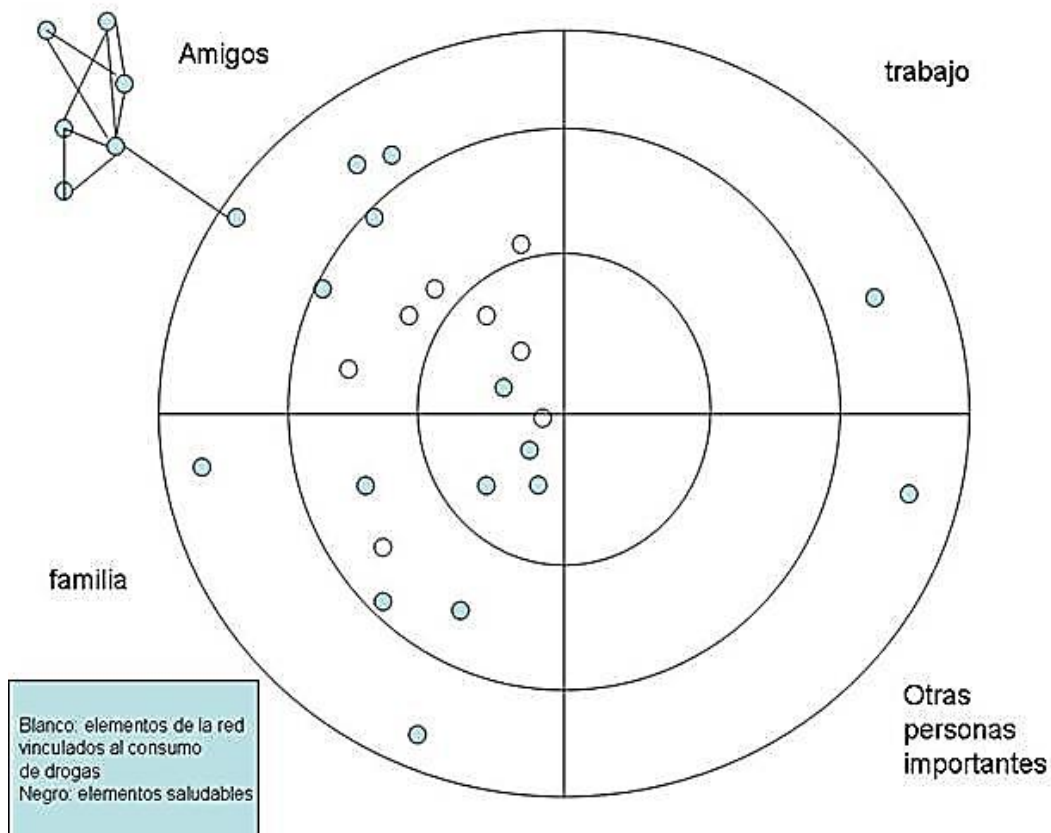 Amigos
trabajo
familia
Otras
personas
importantes
Blanco: elementos de la red
vinculados al consumo
de drogas
Negro: elementos saludables